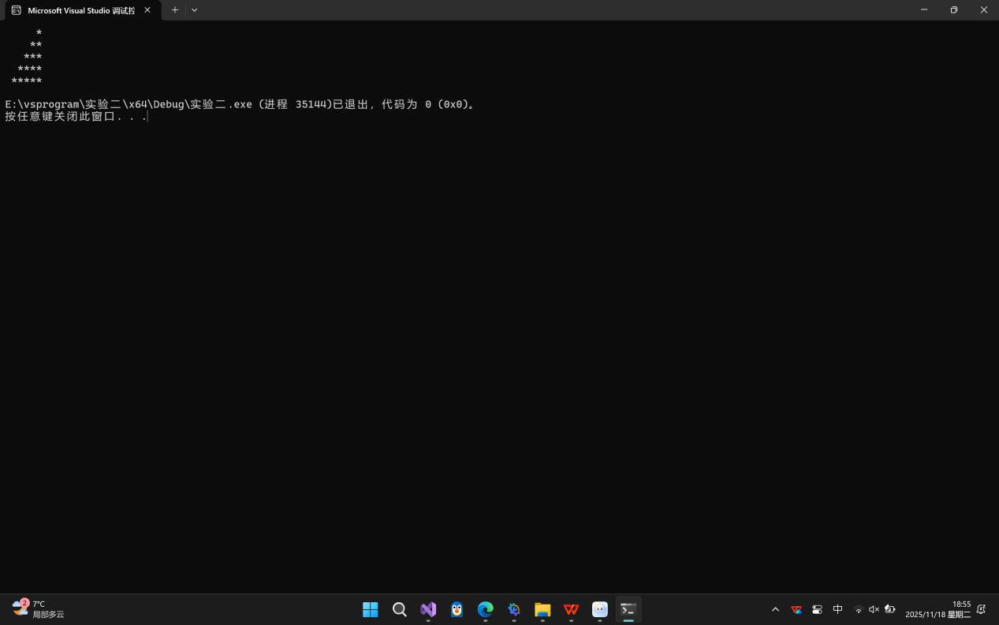 Microsoft Visual Studio 调试控
     *
    **
   ***
  ****
 *****
E:\vsprogram\实验二\x64\Debug\实验二.exe (进程 35144)已退出，代码为 0 (0x0)。
按任意键关闭此窗口. . .
2
7°C
局部多云
中
18:55
2025/11/18 星期二